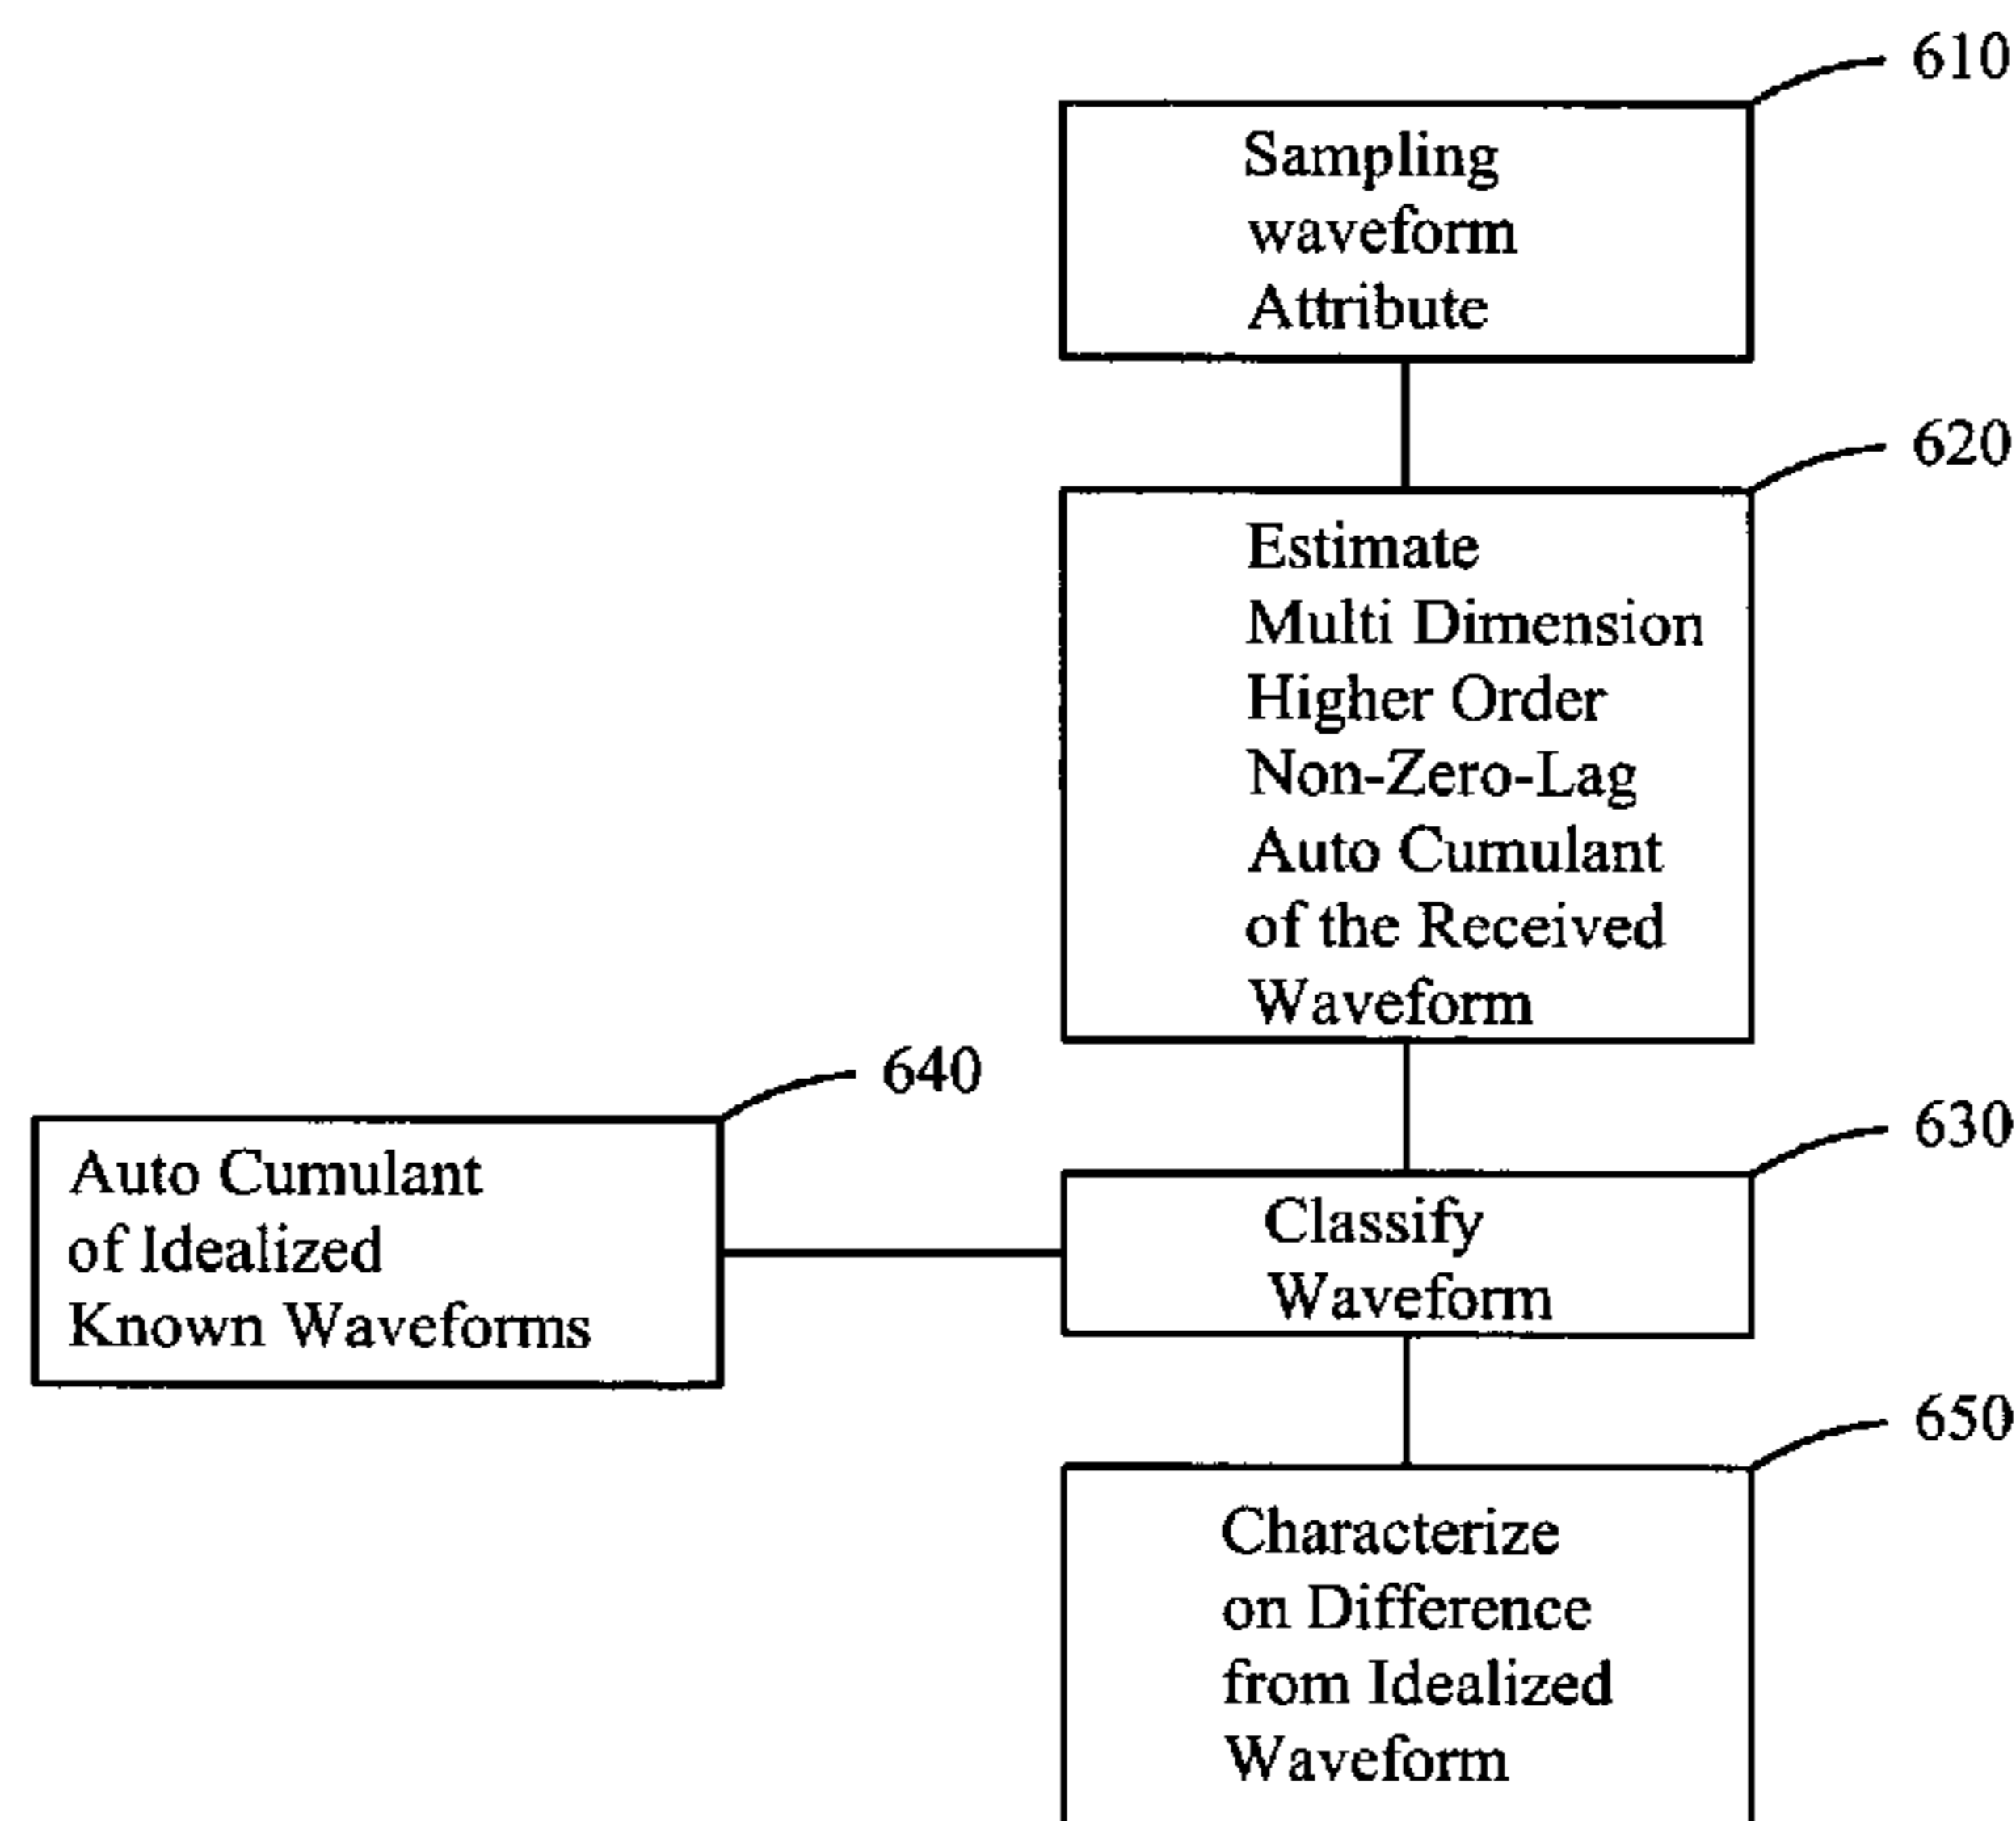 610
Sampling
waveform
Attribute
620
Estimate
Multi Dimension
Higher Order
Non-Zero-Lag
Auto Cumulant
of the Received
Waveform
640
Auto Cumulant
of Idealized
Known Waveforms
630
Classify
Waveform
650
Characterize
on Difference
from Idealized
Waveform